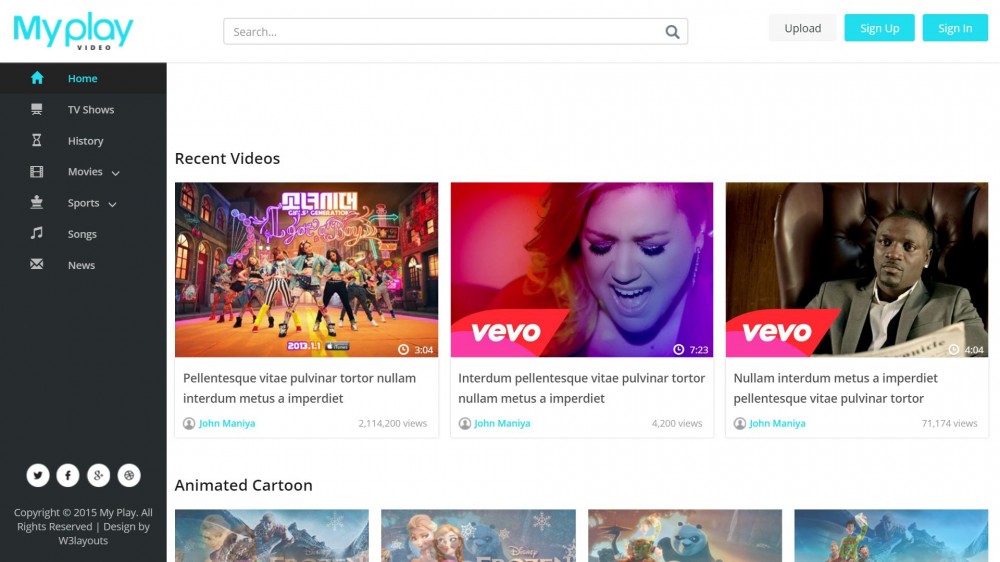 My play
VIDEO
Search...
Upload
Sign Up
Sign In
Home
TV Shows
History
Movies
Sports
Songs
News
Recent Videos
소녀시대
GIRLS' GENERATION
I got a Boy
2013.1.1
3:04
vevo
7:23
vevo
4:04
Pellentesque vitae pulvinar tortor nullam
interdum metus a imperdiet
John Maniya
2,114,200 views
Interdum pellentesque vitae pulvinar tortor
nullam metus a imperdiet
John Maniya
4,200 views
Nullam interdum metus a imperdiet
pellentesque vitae pulvinar tortor
John Maniya
71,174 views
Animated Cartoon
Disney
FROZEN
Copyright © 2015 My Play. All
Rights Reserved | Design by
W3layouts